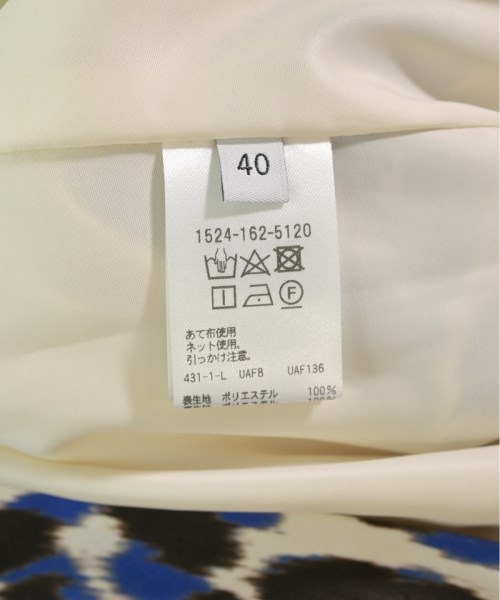 40
1524-162-5120
F
あて布使用
ネット使用。
引っかけ注意。
431-1-L UAF8 UAF136
表生地 ポリエステル 100%